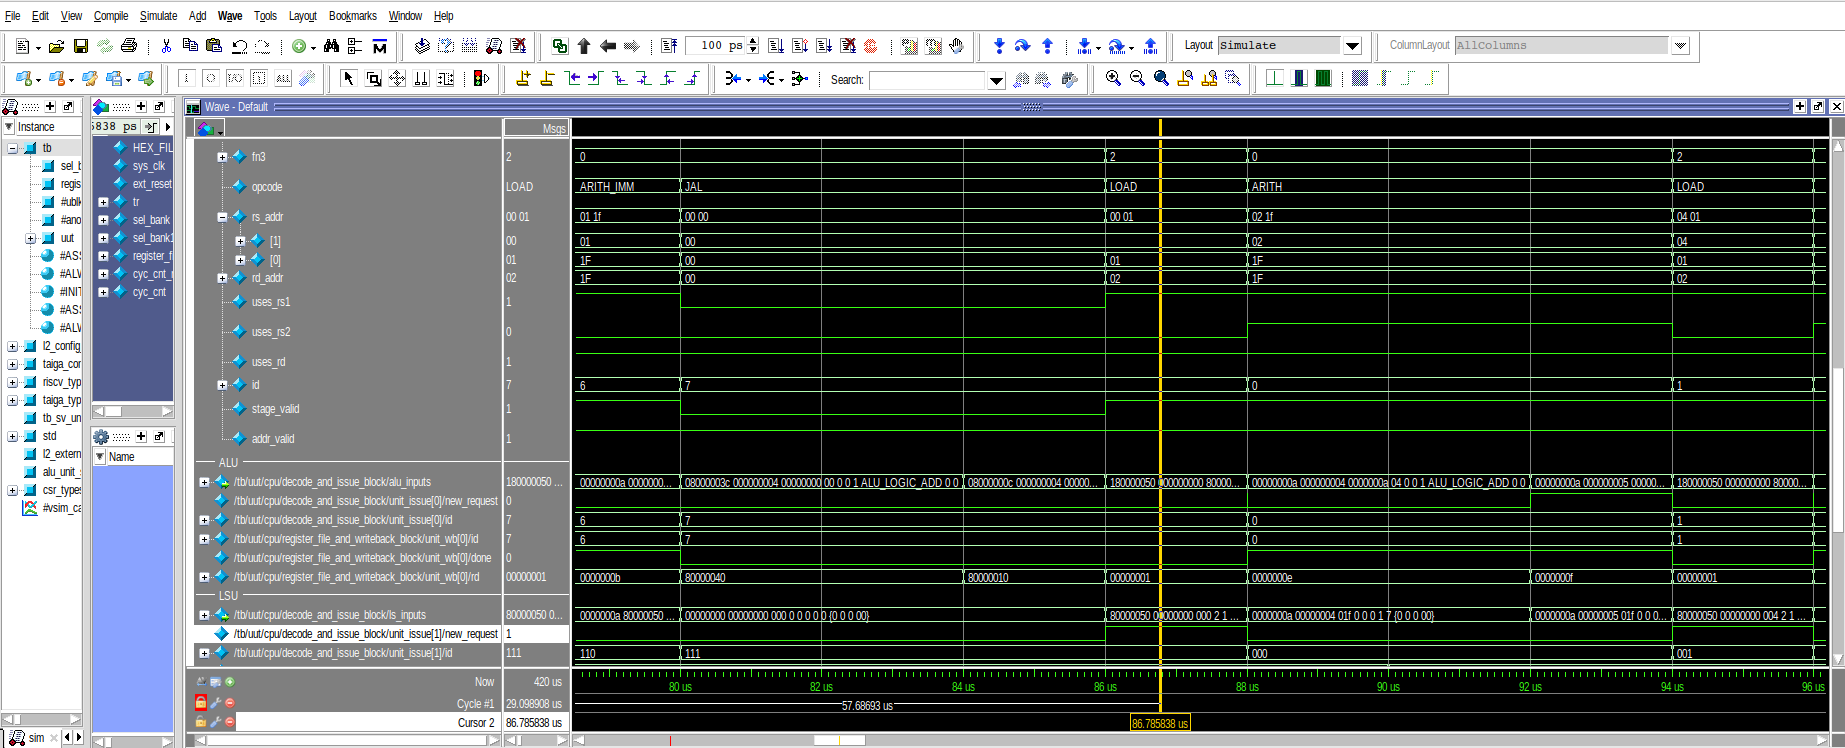 File Edit View Compile Simulate Add Wave Tools Layout Bookmarks Window Help
100 ps
Layout Simulate
ColumnLayout AllColumns
ALL
Search:
Wave - Default
Instance
tb
sel_b
regis
#ublk
#ano
uut
#ASS
#ALV
#INIT
#ASS
#ALV
l2_config
taiga_con
riscv_typ
taiga_typ
tb_sv_un
std
l2_extern
alu_unit_
csr_types
#vsim_ca
sim
5838 ps
HEX_FIL
sys_clk
ext_reset
tr
sel_bank
sel_bank1
register_f
cyc_cnt_r
cyc_cnt
Name
Msgs
fn3 2 0 2 0 2
opcode LOAD ARITH_IMM JAL LOAD ARITH LOAD
rs_addr 00 01 01 1f 00 00 00 01 02 1f 04 01
[1] 00 01 00 02 04
[0] 01 1F 00 01 1F 01
rd_addr 02 1F 00 02 1F 02
uses_rs1 1
uses_rs2 0
uses_rd 1
id 7 6 7 0 1
stage_valid 1
addr_valid 1
ALU
/tb/uut/cpu/decode_and_issue_block/alu_inputs 180000050 ... 00000000a 0000000... 08000003c 000000004 00000000 00 0 0 1 ALU_LOGIC_ADD 0 0 08000000c 000000004 00000... 180000050 000000000 80000... 00000000a 000000004 0000000a 04 0 0 1 ALU_LOGIC_ADD 0 0 00000000a 000000005 00000... 180000050 000000000 80000...
/tb/uut/cpu/decode_and_issue_block/unit_issue[0]/new_request 0
/tb/uut/cpu/decode_and_issue_block/unit_issue[0]/id 7 6 7 0 1
/tb/uut/cpu/register_file_and_writeback_block/unit_wb[0]/id 7 6 7 0 1
/tb/uut/cpu/register_file_and_writeback_block/unit_wb[0]/done 0
/tb/uut/cpu/register_file_and_writeback_block/unit_wb[0]/rd 00000001 0000000b 80000040 80000010 00000001 0000000e 0000000f 00000001
LSU
/tb/uut/cpu/decode_and_issue_block/ls_inputs 80000050 0... 0000000a 80000050 ... 00000000 00000000 000 0 0 0 0 0 {0 0 0 00} 80000050 00000000 000 2 1 ... 0000000a 00000004 01f 0 0 0 1 7 {0 0 0 00} 0000000a 00000005 01f 0 0 0... 80000050 00000000 004 2 1 ...
/tb/uut/cpu/decode_and_issue_block/unit_issue[1]/new_request 1
/tb/uut/cpu/decode_and_issue_block/unit_issue[1]/id 111 110 111 000 001
Now 420 us 80 us 82 us 84 us 86 us 88 us 90 us 92 us 94 us 96 us
Cycle #1 29.098908 us 57.68693 us
Cursor 2 86.785838 us 86.785838 us